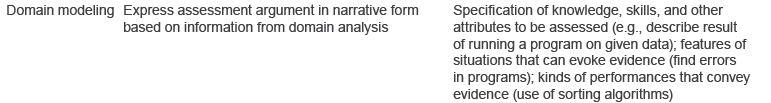 Domain modeling Express assessment argument in narrative form Specification of knowledge, skills, and other
based on information from domain analysis attributes to be assessed (e.g., describe result
of running a program on given data); features of
situations that can evoke evidence (find errors
in programs); kinds of performances that convey
evidence (use of sorting algorithms)